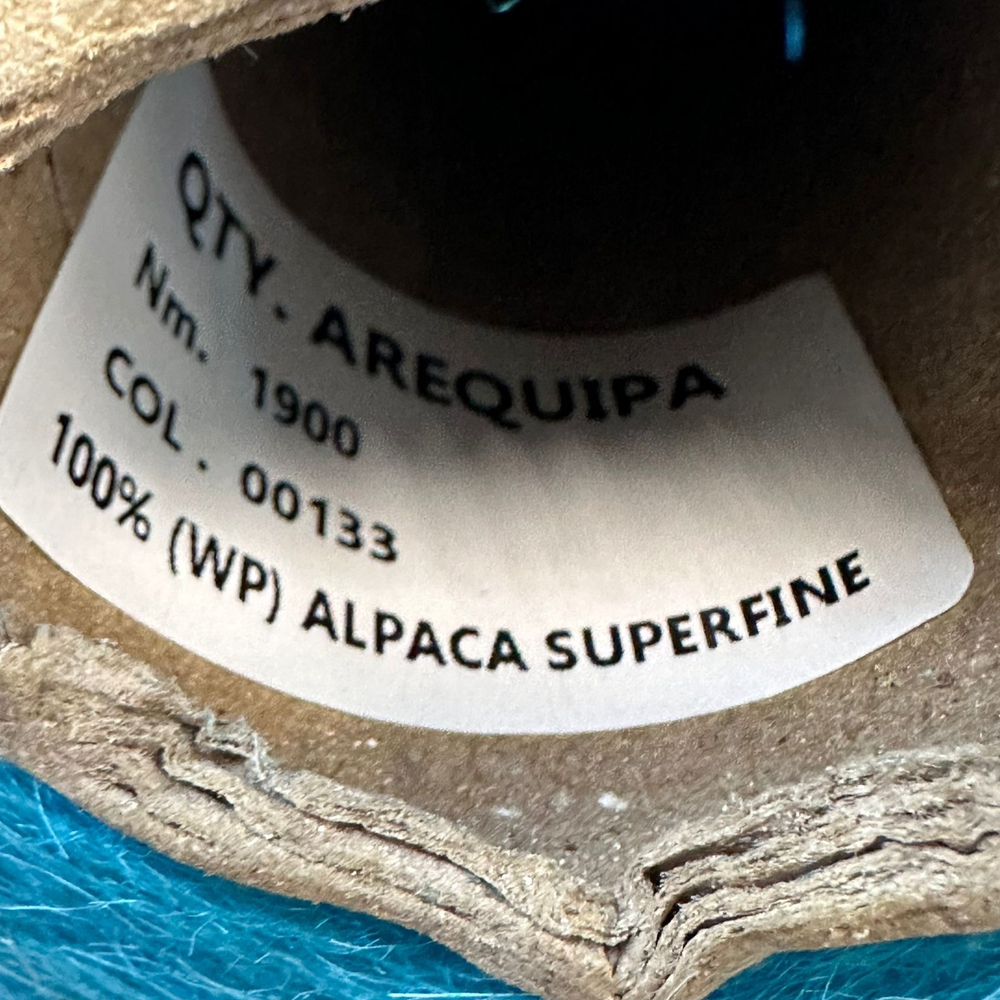 QTY . AREQUIPA
Nm. 1900
COL . 00133
100% (WP) ALPACA SUPERFINE